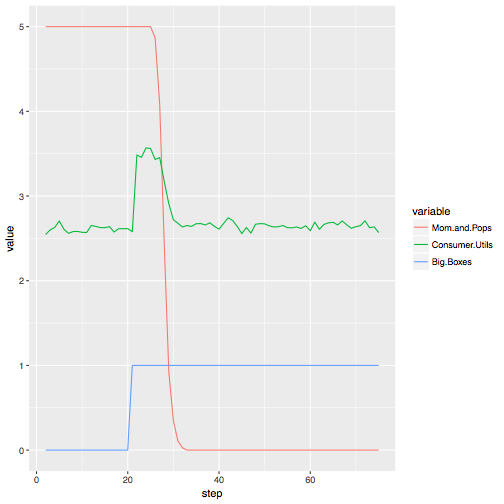 5
4
3
2
1
0
value
0 20 40 60
step
variable
Mom.and.Pops
Consumer.Utils
Big.Boxes